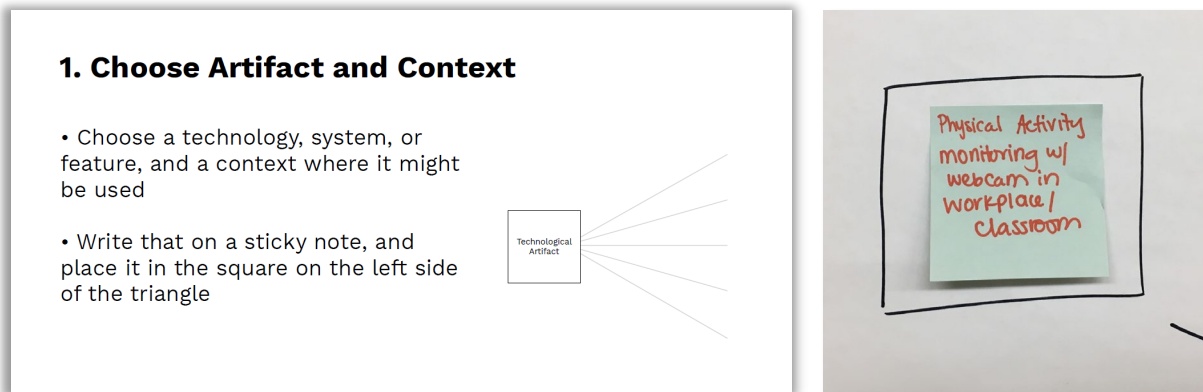 1. Choose Artifact and Context
• Choose a technology, system, or
feature, and a context where it might
be used
• Write that on a sticky note, and
place it in the square on the left side
of the triangle
Technological
Artifact
Physical Activity
monitoring w/
webcam in
workplace/
classroom